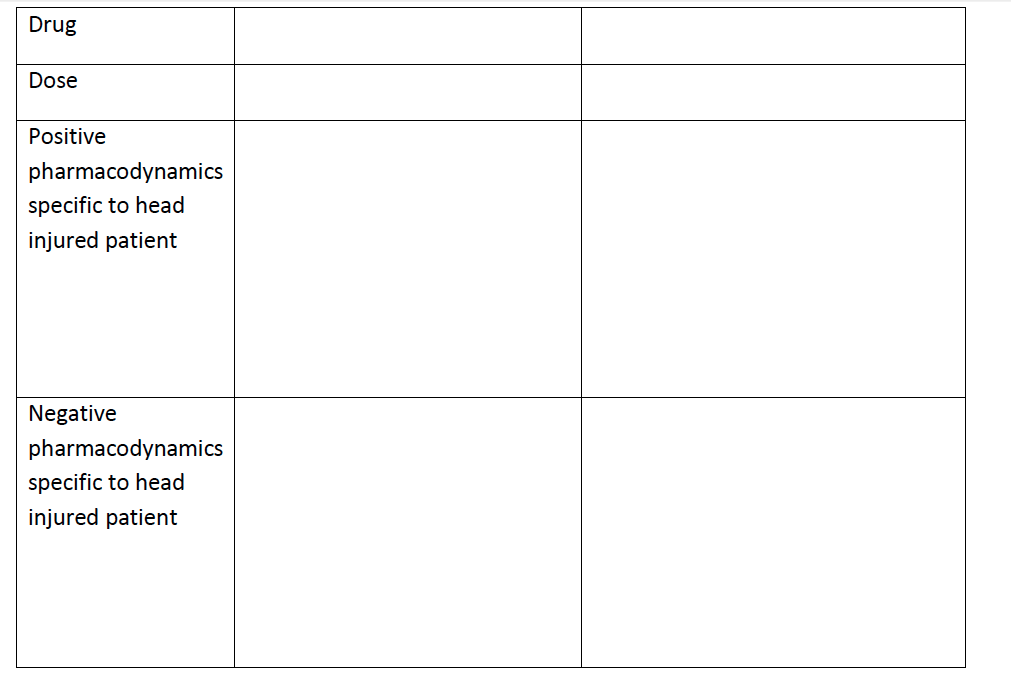 Drug
Dose
Positive
pharmacodynamics
specific to head
injured patient
Negative
pharmacodynamics
specific to head
injured patient